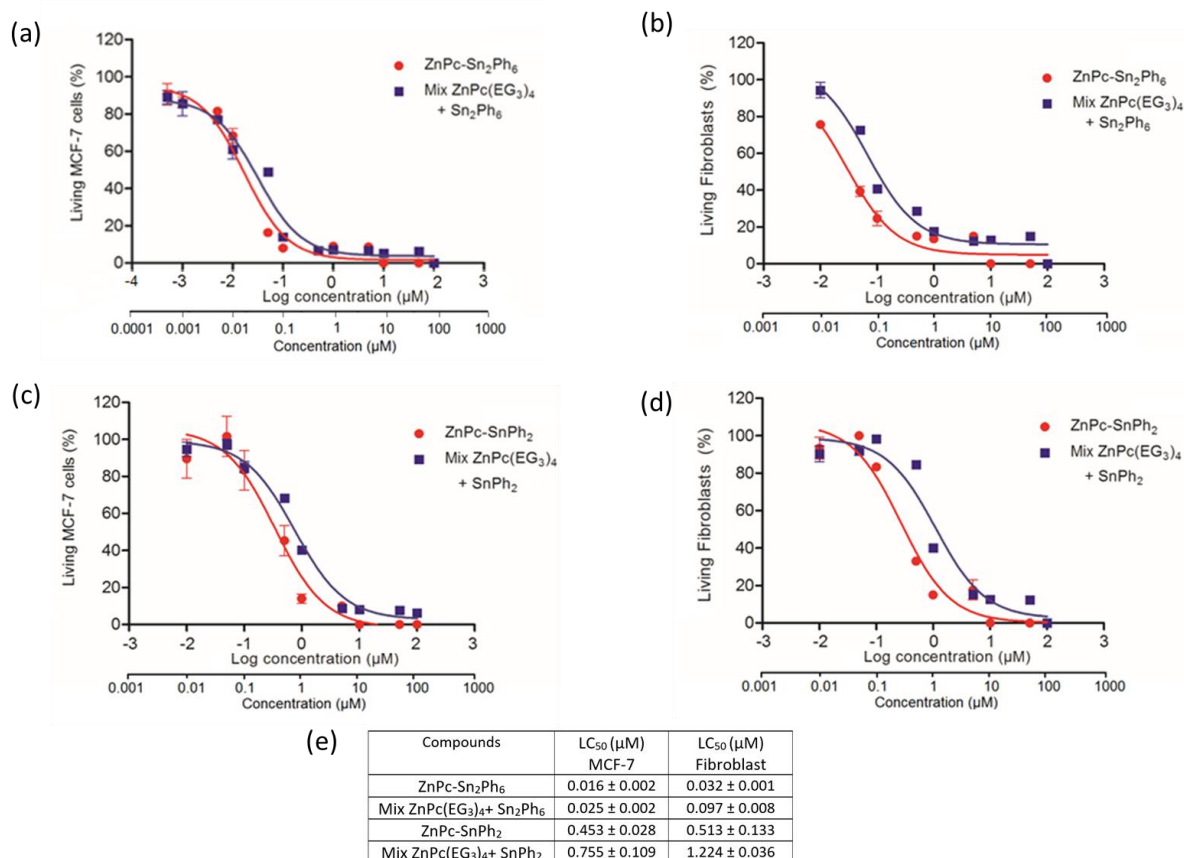 (a)
120
100
80
60
40
20
0
Living MCF-7 cells (%)
ZnPc-Sn₂Ph₆
Mix ZnPc(EG₃)₄
+ Sn₂Ph₆
-4 -3 -2 -1 0 1 2 3
Log concentration (µM)
0.0001 0.001 0.01 0.1 1 10 100 1000
Concentration (µM)
(b)
120
100
80
60
40
20
0
Living Fibroblasts (%)
ZnPc-Sn₂Ph₆
Mix ZnPc(EG₃)₄
+ Sn₂Ph₆
-3 -2 -1 0 1 2 3
Log concentration (µM)
0.001 0.01 0.1 1 10 100 1000
Concentration (µM)
(c)
120
100
80
60
40
20
0
Living MCF-7 cells (%)
ZnPc-SnPh₂
Mix ZnPc(EG₃)₄
+ SnPh₂
-3 -2 -1 0 1 2 3
Log concentration (µM)
0.001 0.01 0.1 1 10 100 1000
Concentration (µM)
(d)
120
100
80
60
40
20
0
Living Fibroblasts (%)
ZnPc-SnPh₂
Mix ZnPc(EG₃)₄
+ SnPh₂
-3 -2 -1 0 1 2 3
Log concentration (µM)
0.001 0.01 0.1 1 10 100 1000
Concentration (µM)
(e)
Compounds LC₅₀ (µM) LC₅₀ (µM)
MCF-7 Fibroblast
ZnPc-Sn₂Ph₆ 0.016 ± 0.002 0.032 ± 0.001
Mix ZnPc(EG₃)₄+ Sn₂Ph₆ 0.025 ± 0.002 0.097 ± 0.008
ZnPc-SnPh₂ 0.453 ± 0.028 0.513 ± 0.133
Mix ZnPc(EG₃)₄+ SnPh₂ 0.755 ± 0.109 1.224 ± 0.036